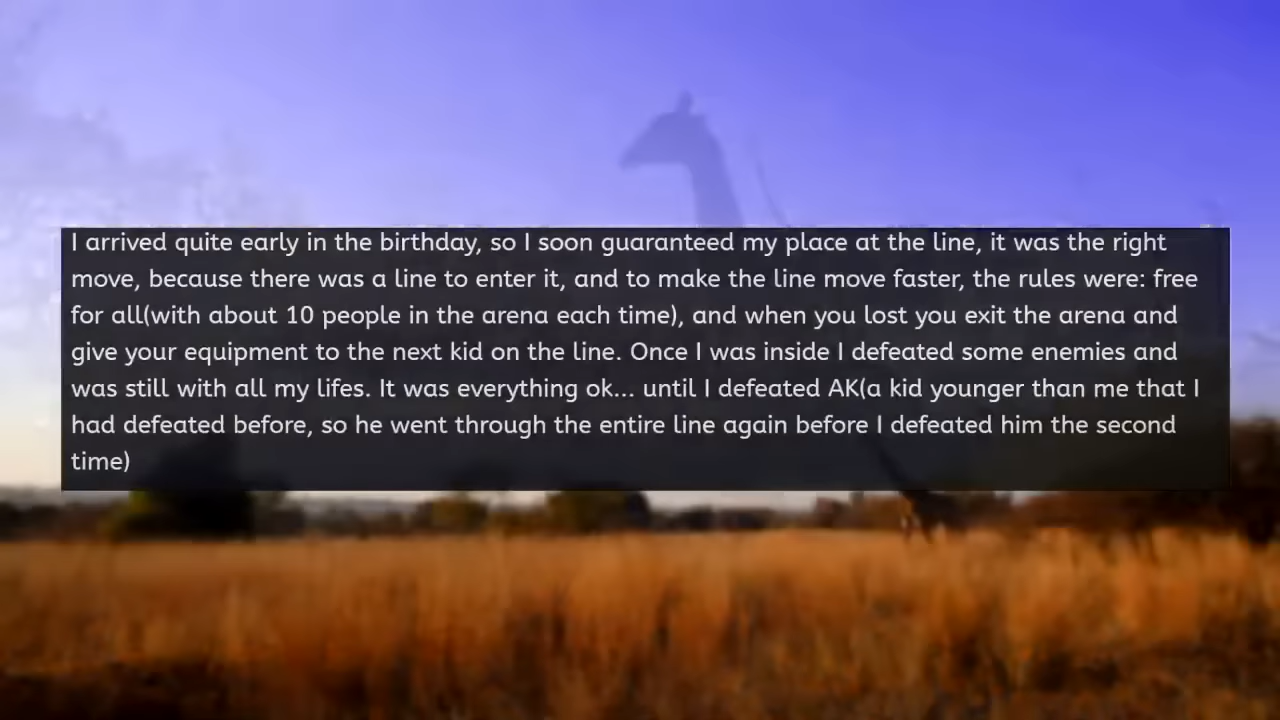 I arrived quite early in the birthday, so I soon guaranteed my place at the line, it was the right
move, because there was a line to enter it, and to make the line move faster, the rules were: free
for all(with about 10 people in the arena each time), and when you lost you exit the arena and
give your equipment to the next kid on the line. Once I was inside I defeated some enemies and
was still with all my lifes. It was everything ok... until I defeated AK(a kid younger than me that I
had defeated before, so he went through the entire line again before I defeated him the second
time)